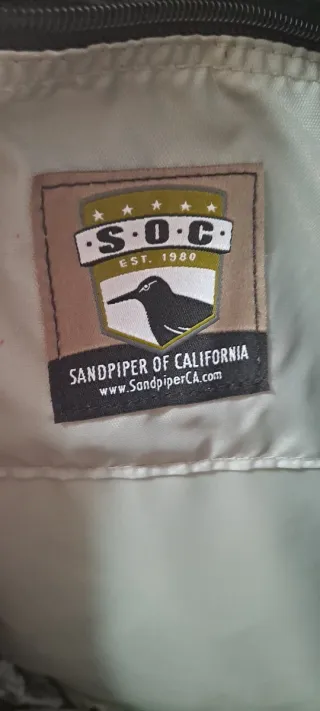 ·S·O·C·
EST. 1980
SANDPIPER OF CALIFORNIA
www.SandpiperCA.com